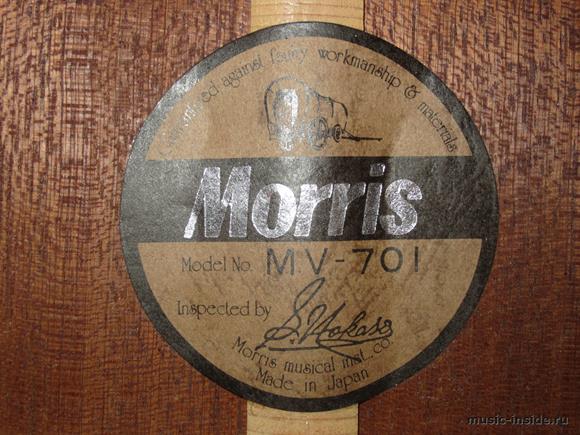 against faulty workmanship & materials
Morris
Model No. MV-701
Inspected by
Morris musical inst. co.
Made in Japan
music-inside.ru